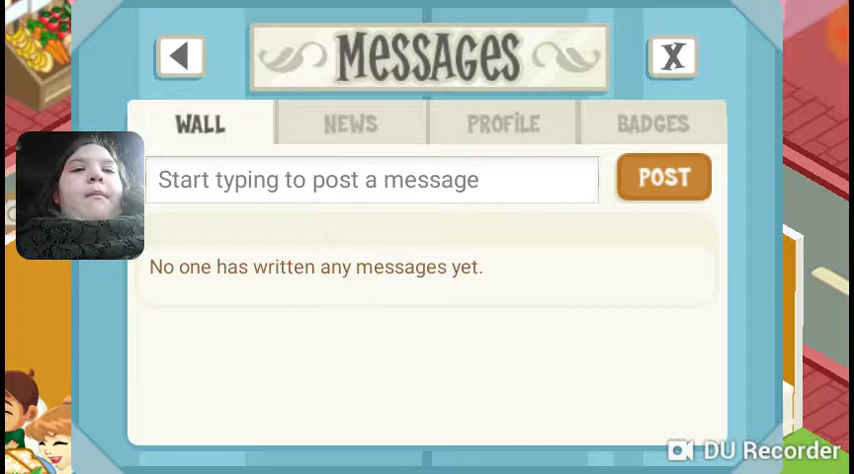 MESSAGES
X
WALL
NEWS
PROFILE
BADGES
Start typing to post a message
POST
No one has written any messages yet.
DU Recorder